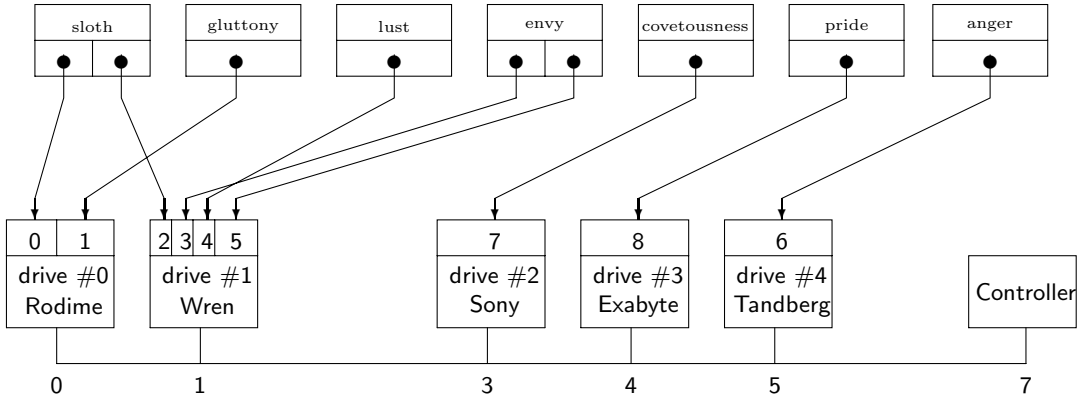 sloth gluttony lust envy covetousness pride anger
0 1 2 3 4 5 7 8 6
drive #0 drive #1 drive #2 drive #3 drive #4
Rodime Wren Sony Exabyte Tandberg Controller
0 1 3 4 5 7